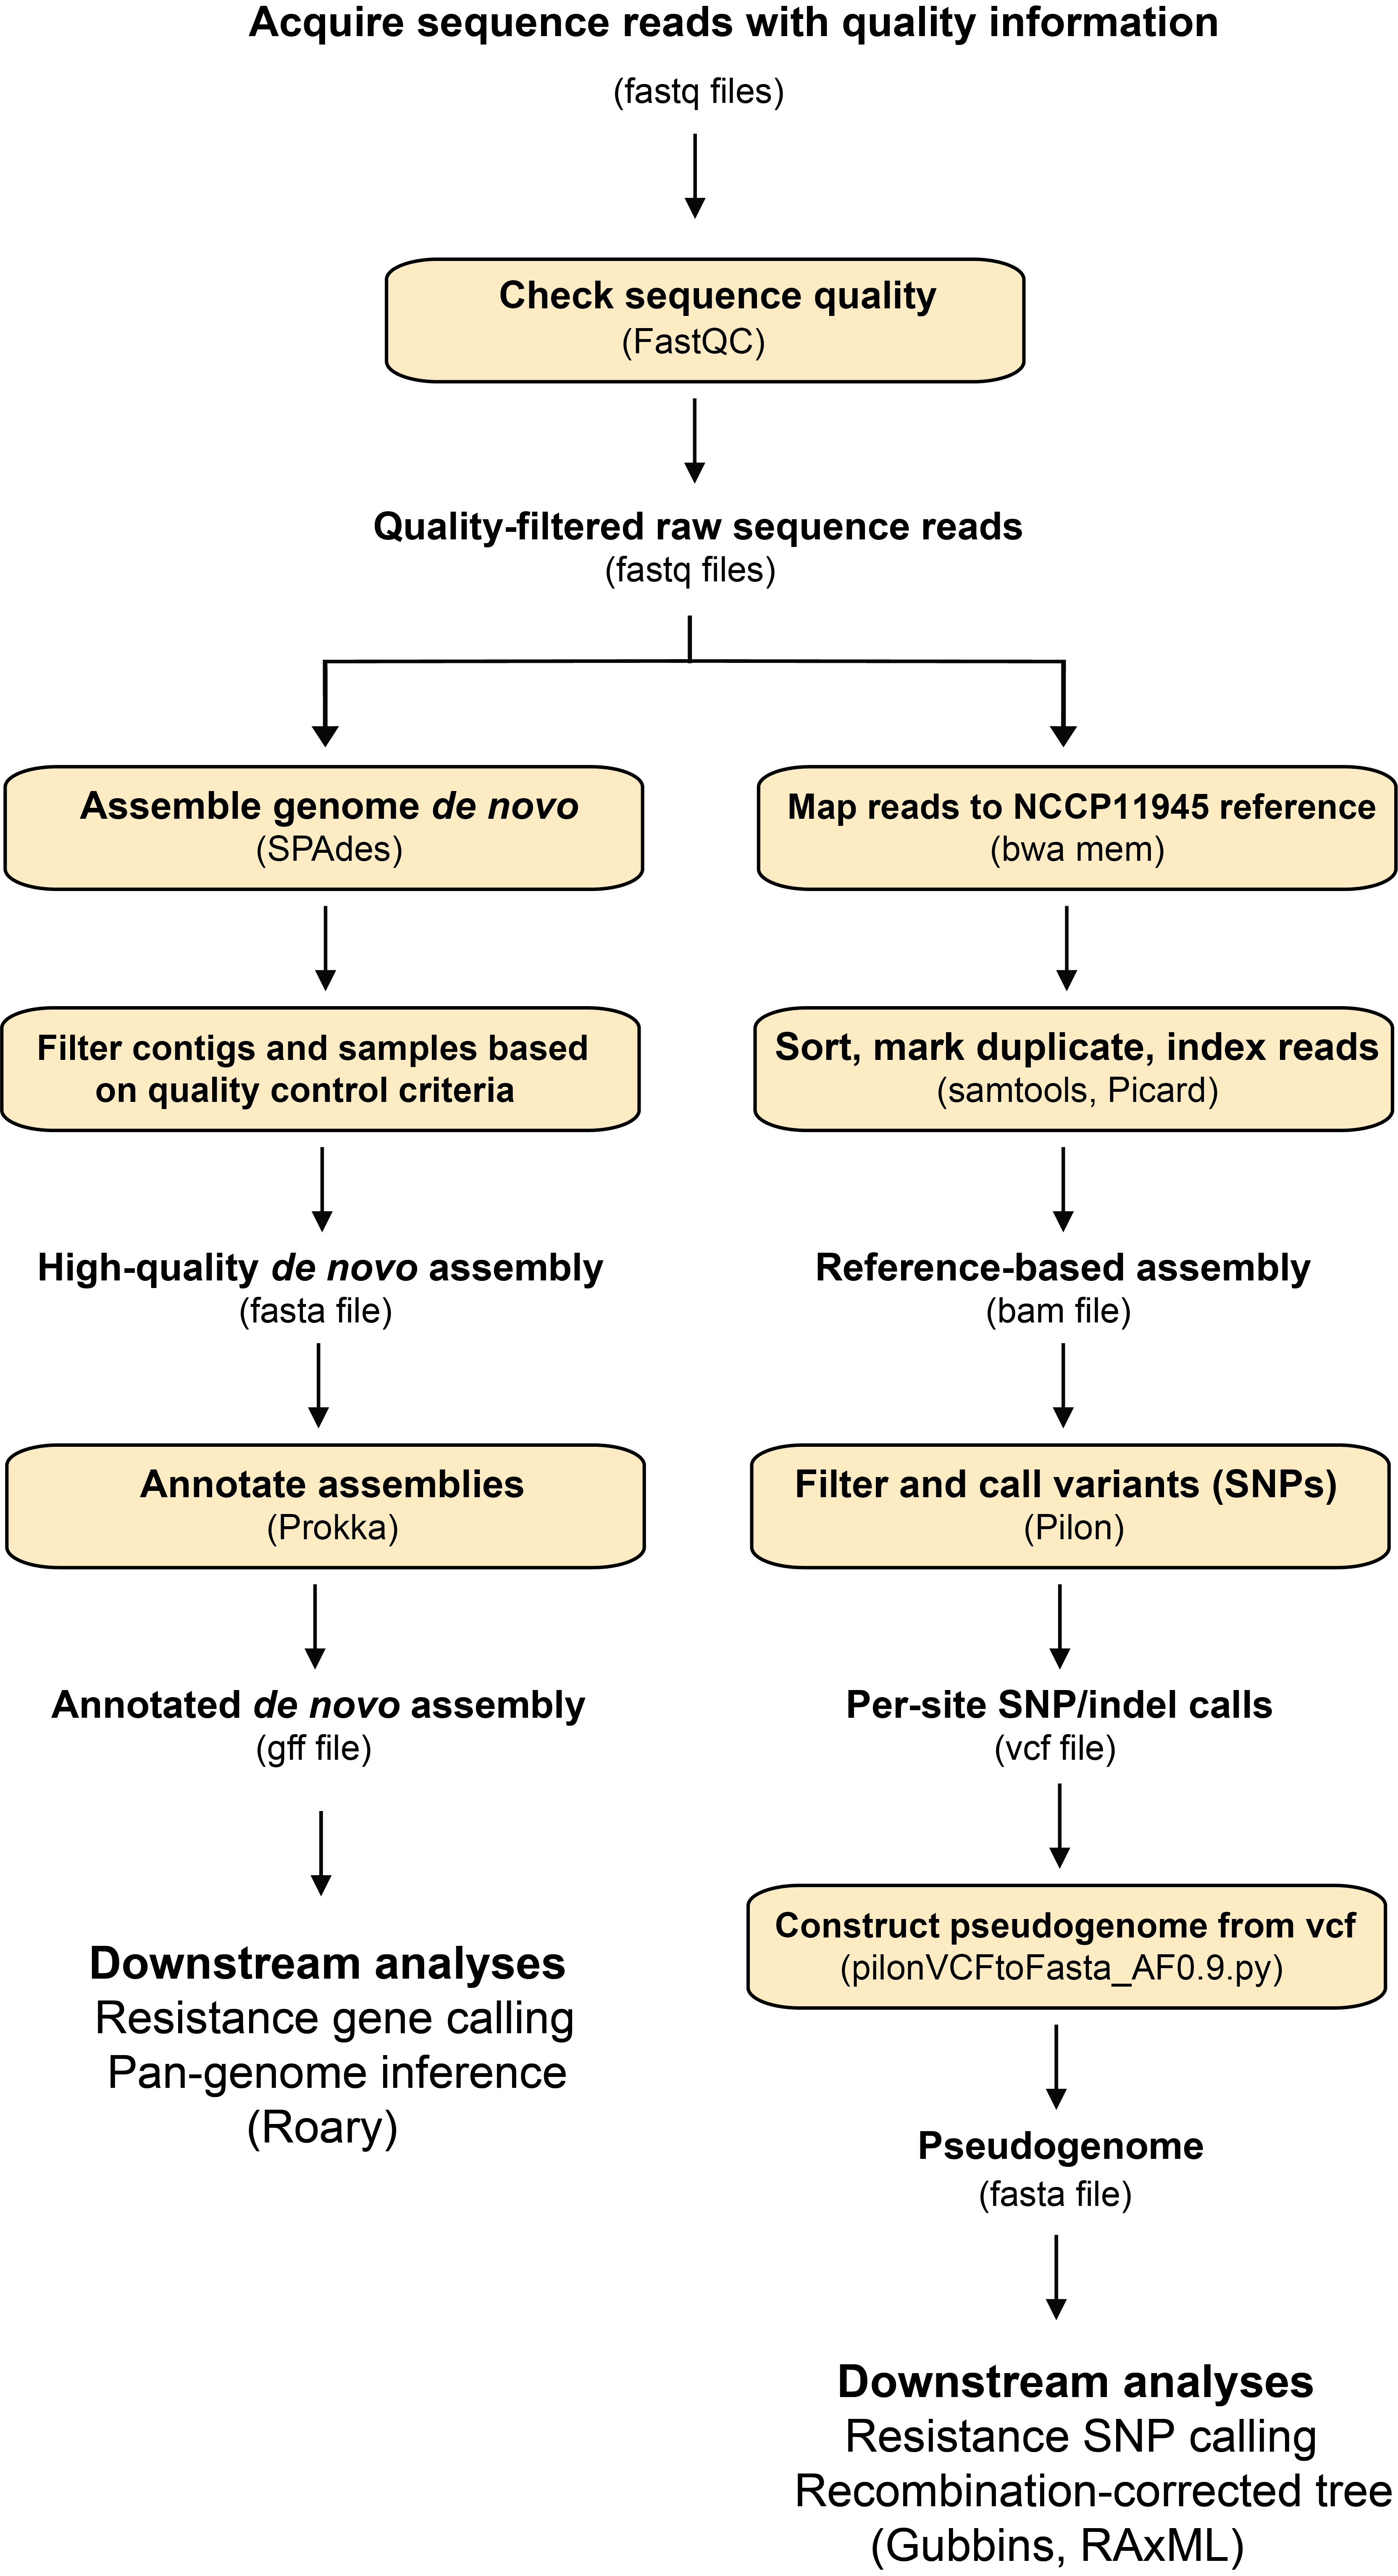 Acquire sequence reads with quality information
(fastq files)
Check sequence quality
(FastQC)
Quality-filtered raw sequence reads
(fastq files)
Assemble genome de novo
(SPAdes)
Filter contigs and samples based
on quality control criteria
High-quality de novo assembly
(fasta file)
Annotate assemblies
(Prokka)
Annotated de novo assembly
(gff file)
Downstream analyses
Resistance gene calling
Pan-genome inference
(Roary)
Map reads to NCCP11945 reference
(bwa mem)
Sort, mark duplicate, index reads
(samtools, Picard)
Reference-based assembly
(bam file)
Filter and call variants (SNPs)
(Pilon)
Per-site SNP/indel calls
(vcf file)
Construct pseudogenome from vcf
(pilonVCFtoFasta_AF0.9.py)
Pseudogenome
(fasta file)
Downstream analyses
Resistance SNP calling
Recombination-corrected tree
(Gubbins, RAxML)